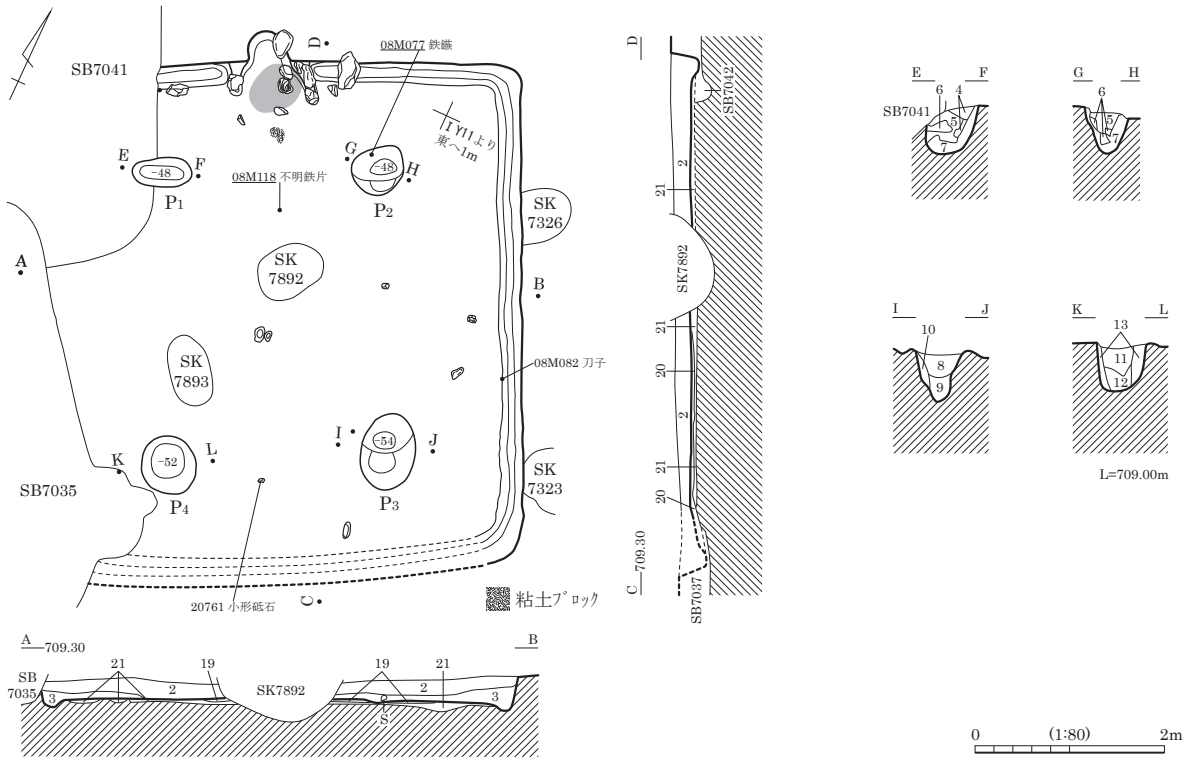 SB7041
D
08M077 鉄鏃
ⅠY11より
東へ1m
E
-48
F
P1
G
-48
H
P2
08M118 不明鉄片
SK
7326
A
SK
7892
B
SK
7893
08M082 刀子
K
-52
L
P4
I
-54
J
P3
SK
7323
SB7035
20761 小形砥石
C
粘土ブロック
D
SB7042
2
21
SK7892
21
20
2
21
20
C
709.30
SB7037
E
F
6
4
SB7041
5
7
G
H
6
5
7
I
J
10
8
9
K
L
13
11
12
L=709.00m
A
709.30
B
SB
7035
3
21
2
19
SK7892
19
2
21
3
S
0
(1:80)
2m